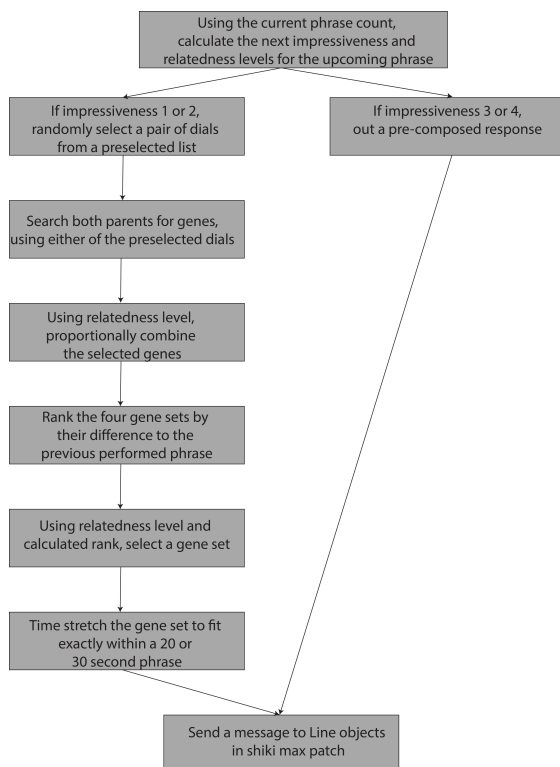 Using the current phrase count,
calculate the next impressiveness and
relatedness levels for the upcoming phrase
If impressiveness 1 or 2,
randomly select a pair of dials
from a preselected list
If impressiveness 3 or 4,
out a pre-composed response
Search both parents for genes,
using either of the preselected dials
Using relatedness level,
proportionally combine
the selected genes
Rank the four gene sets by
their difference to the
previous performed phrase
Using relatedness level and
calculated rank, select a gene set
Time stretch the gene set to fit
exactly within a 20 or
30 second phrase
Send a message to Line objects
in shiki max patch